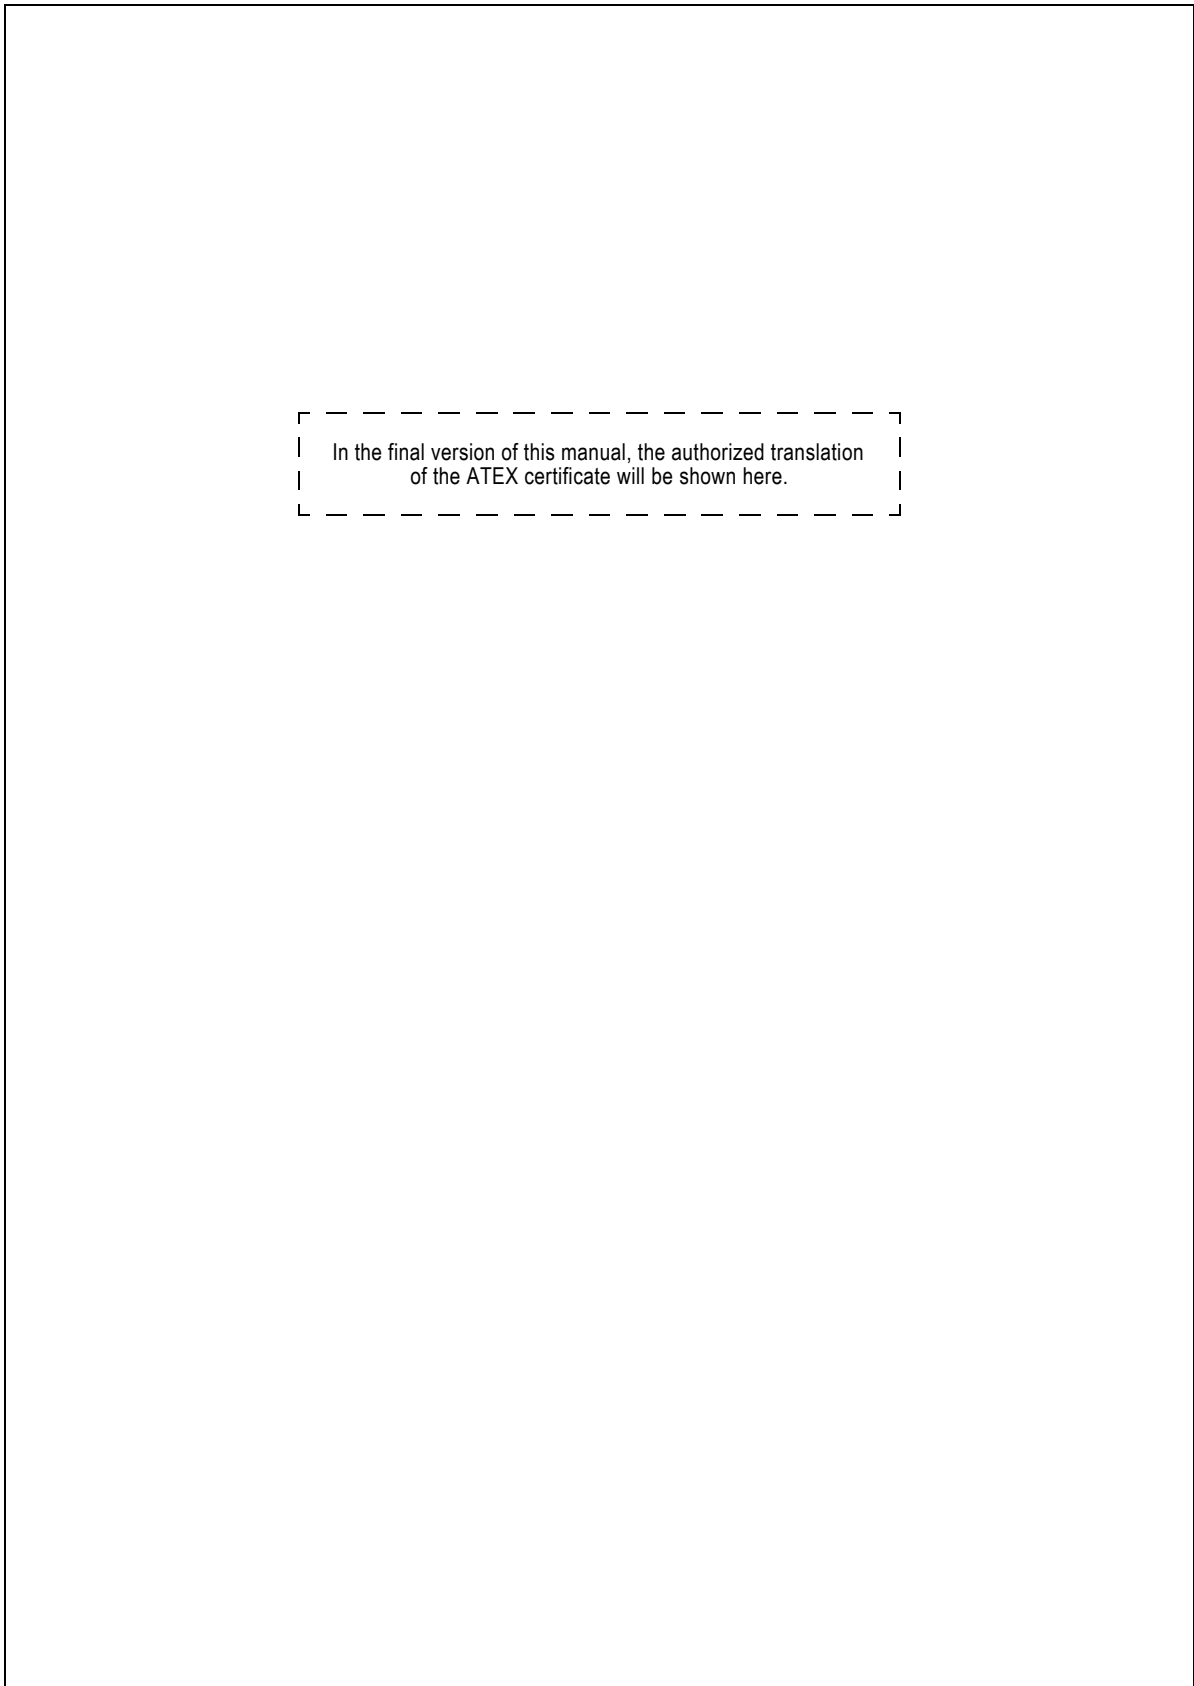 In the final version of this manual, the authorized translation
of the ATEX certificate will be shown here.